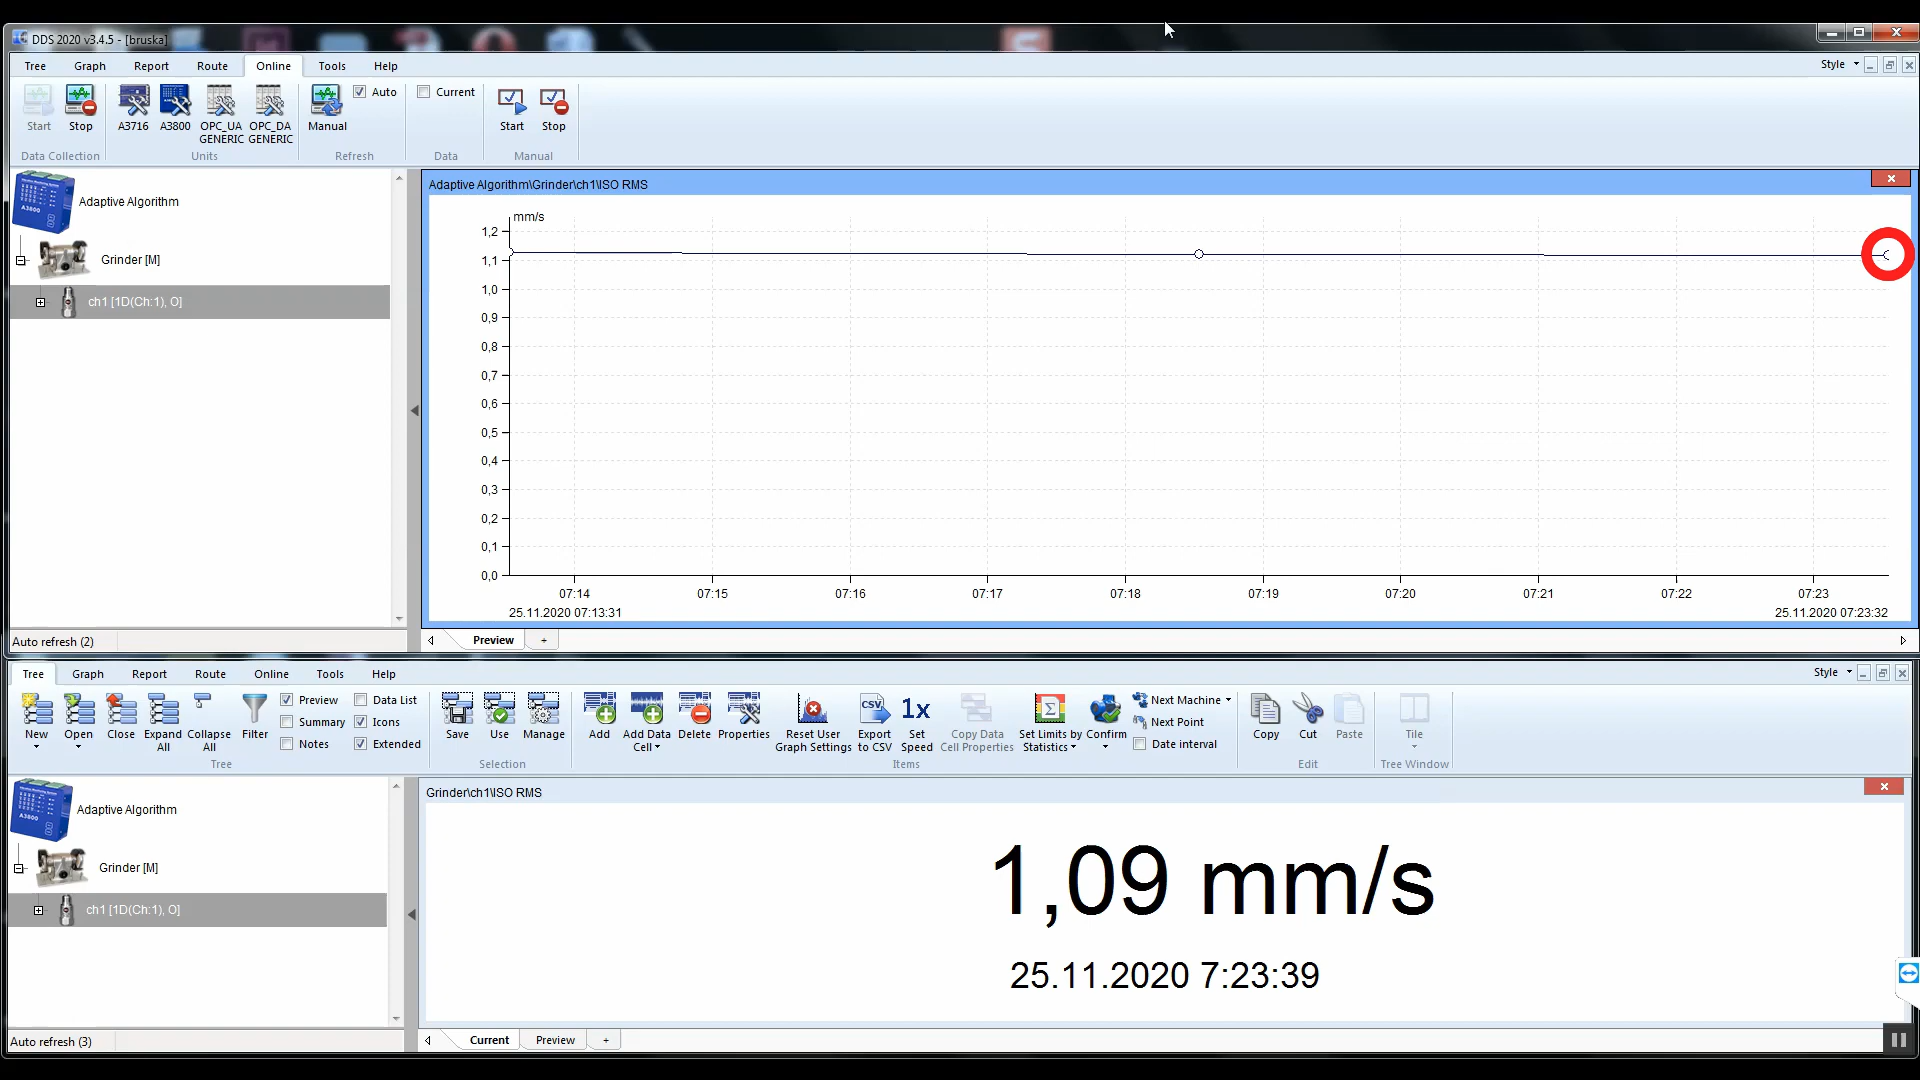 DDS 2020 v3.4.5 - [bruska]
Tree Graph Report Route Online Tools Help Style
Auto Current
Start Stop A3716 A3800 OPC_UA GENERIC OPC_DA GENERIC Manual Start Stop
Data Collection Units Refresh Data Manual
Adaptive Algorithm
Grinder [M]
ch1 [1D(Ch:1), O]
Auto refresh (2)
Adaptive Algorithm\Grinder\ch1\ISO RMS
mm/s
1,2
1,1
1,0
0,9
0,8
0,7
0,6
0,5
0,4
0,3
0,2
0,1
0,0
07:14 07:15 07:16 07:17 07:18 07:19 07:20 07:21 07:22 07:23
25.11.2020 07:13:31 25.11.2020 07:23:32
Preview +
Tree Graph Report Route Online Tools Help Style
Preview Data List Next Machine
Summary Icons Next Point
Notes Extended Date interval
New Open Close Expand All Collapse All Filter Save Use Manage Add Add Data Cell Delete Properties Reset User Graph Settings CSV Export to CSV 1x Set Speed Copy Data Cell Properties Set Limits by Statistics Confirm Copy Cut Paste Tile
Tree Selection Items Edit Tree Window
A3800
Adaptive Algorithm
Grinder [M]
ch1 [1D(Ch:1), O]
Auto refresh (3)
Grinder\ch1\ISO RMS
1,09 mm/s
25.11.2020 7:23:39
Current Preview +